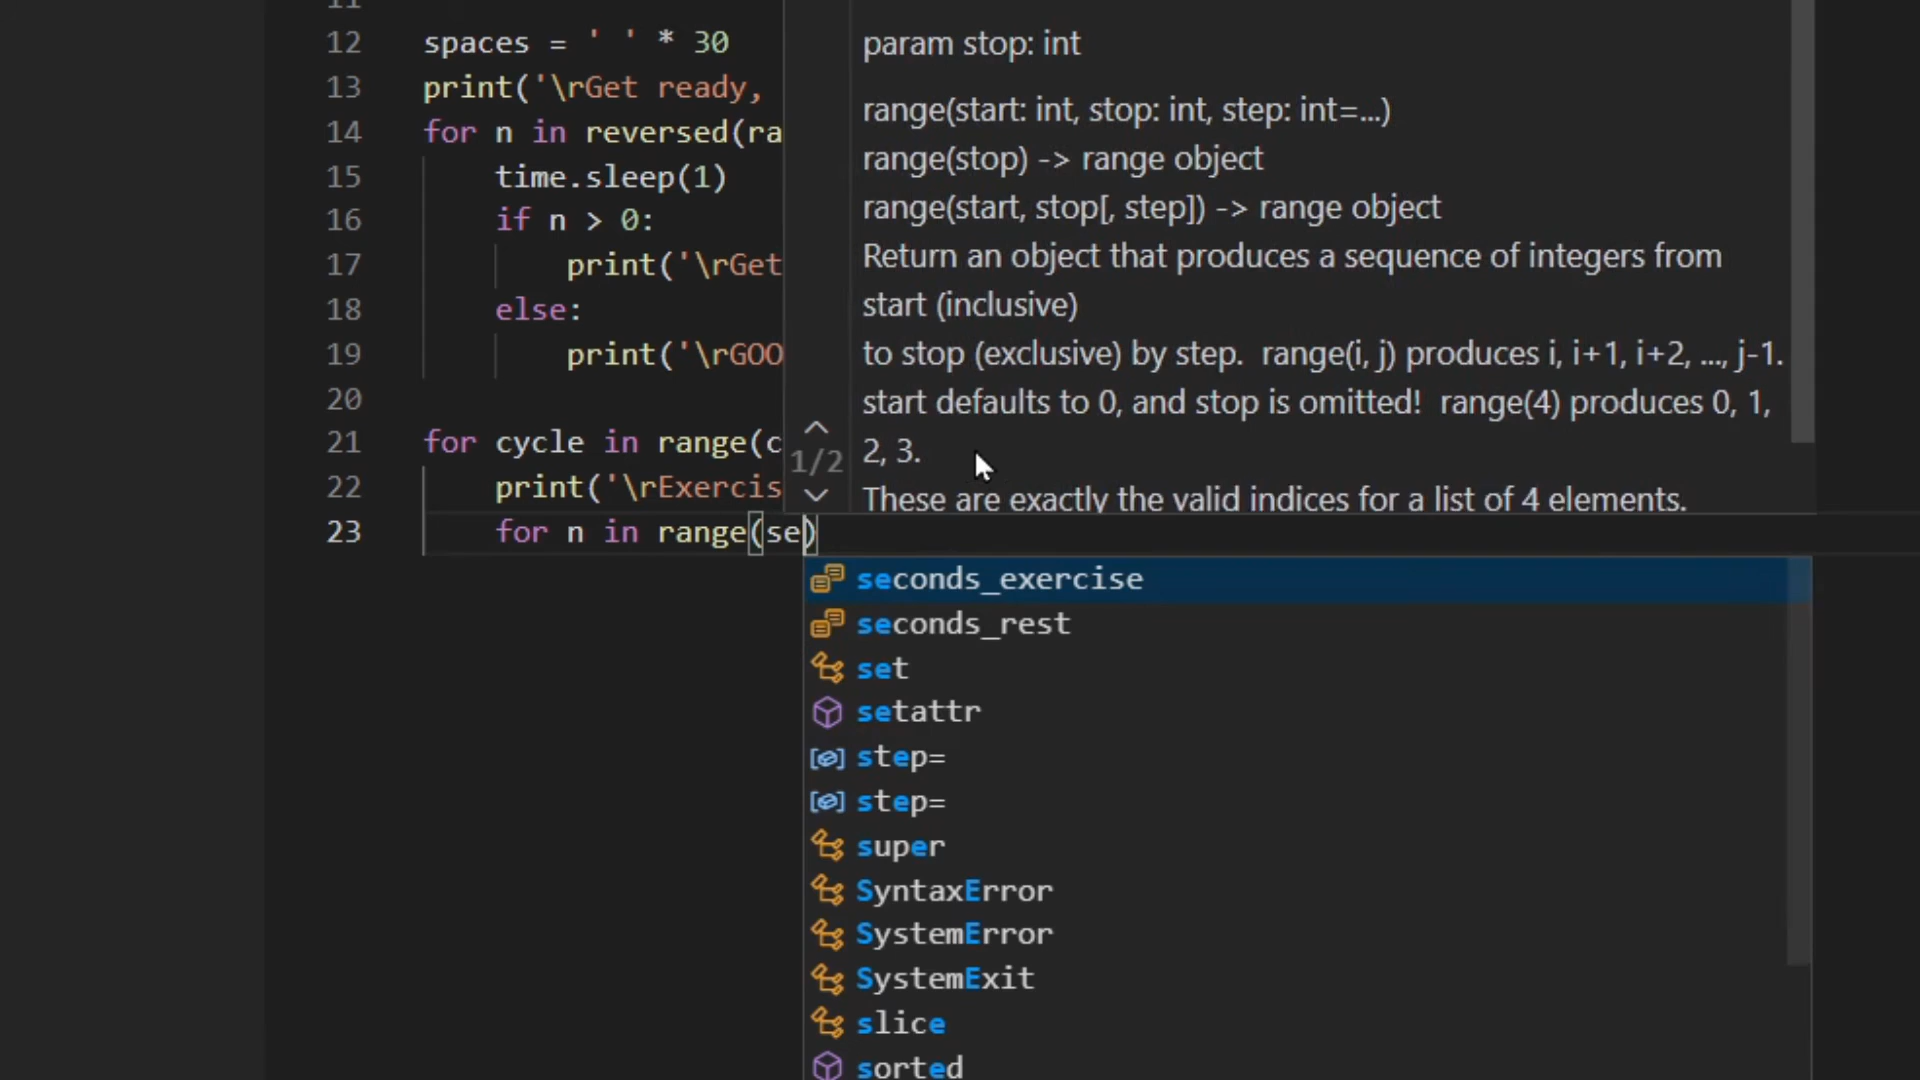 11
12 spaces = ' ' * 30
13 print('\rGet ready,
14 for n in reversed(ra
15 time.sleep(1)
16 if n > 0:
17 print('\rGet
18 else:
19 print('\rGOO
20
21 for cycle in range(c
22 print('\rExercis
23 for n in range(se)
param stop: int
range(start: int, stop: int, step: int=...)
range(stop) -> range object
range(start, stop[, step]) -> range object
Return an object that produces a sequence of integers from
start (inclusive)
to stop (exclusive) by step. range(i, j) produces i, i+1, i+2, ..., j-1.
start defaults to 0, and stop is omitted! range(4) produces 0, 1,
2, 3.
These are exactly the valid indices for a list of 4 elements.
1/2
seconds_exercise
seconds_rest
set
setattr
step=
step=
super
SyntaxError
SystemError
SystemExit
slice
sorted